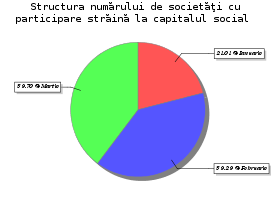 Structura numărului de societăţi cu
participare străină la capitalul social
21.01 % Ianuarie
39.70 % Martie
39.29 % Februarie